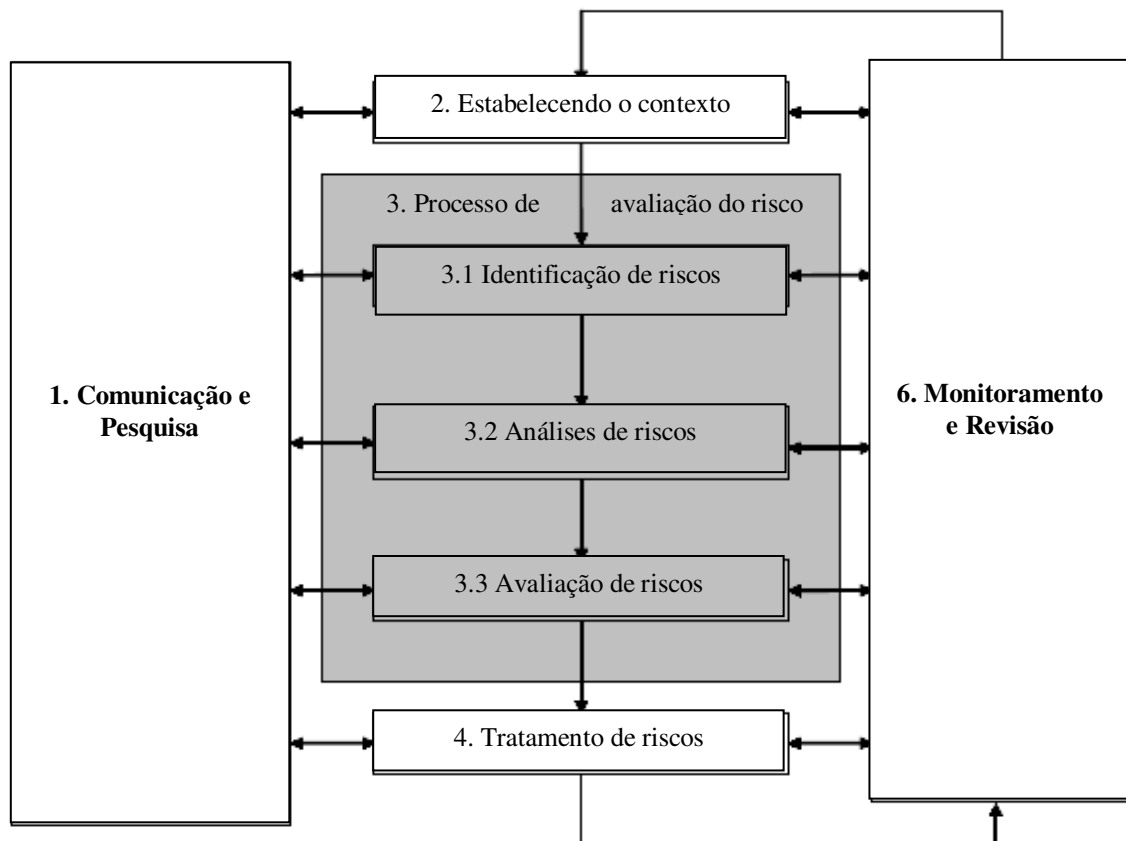 2. Estabelecendo o contexto
3. Processo de avaliação do risco
3.1 Identificação de riscos
1. Comunicação e
Pesquisa
3.2 Análises de riscos
6. Monitoramento
e Revisão
3.3 Avaliação de riscos
4. Tratamento de riscos